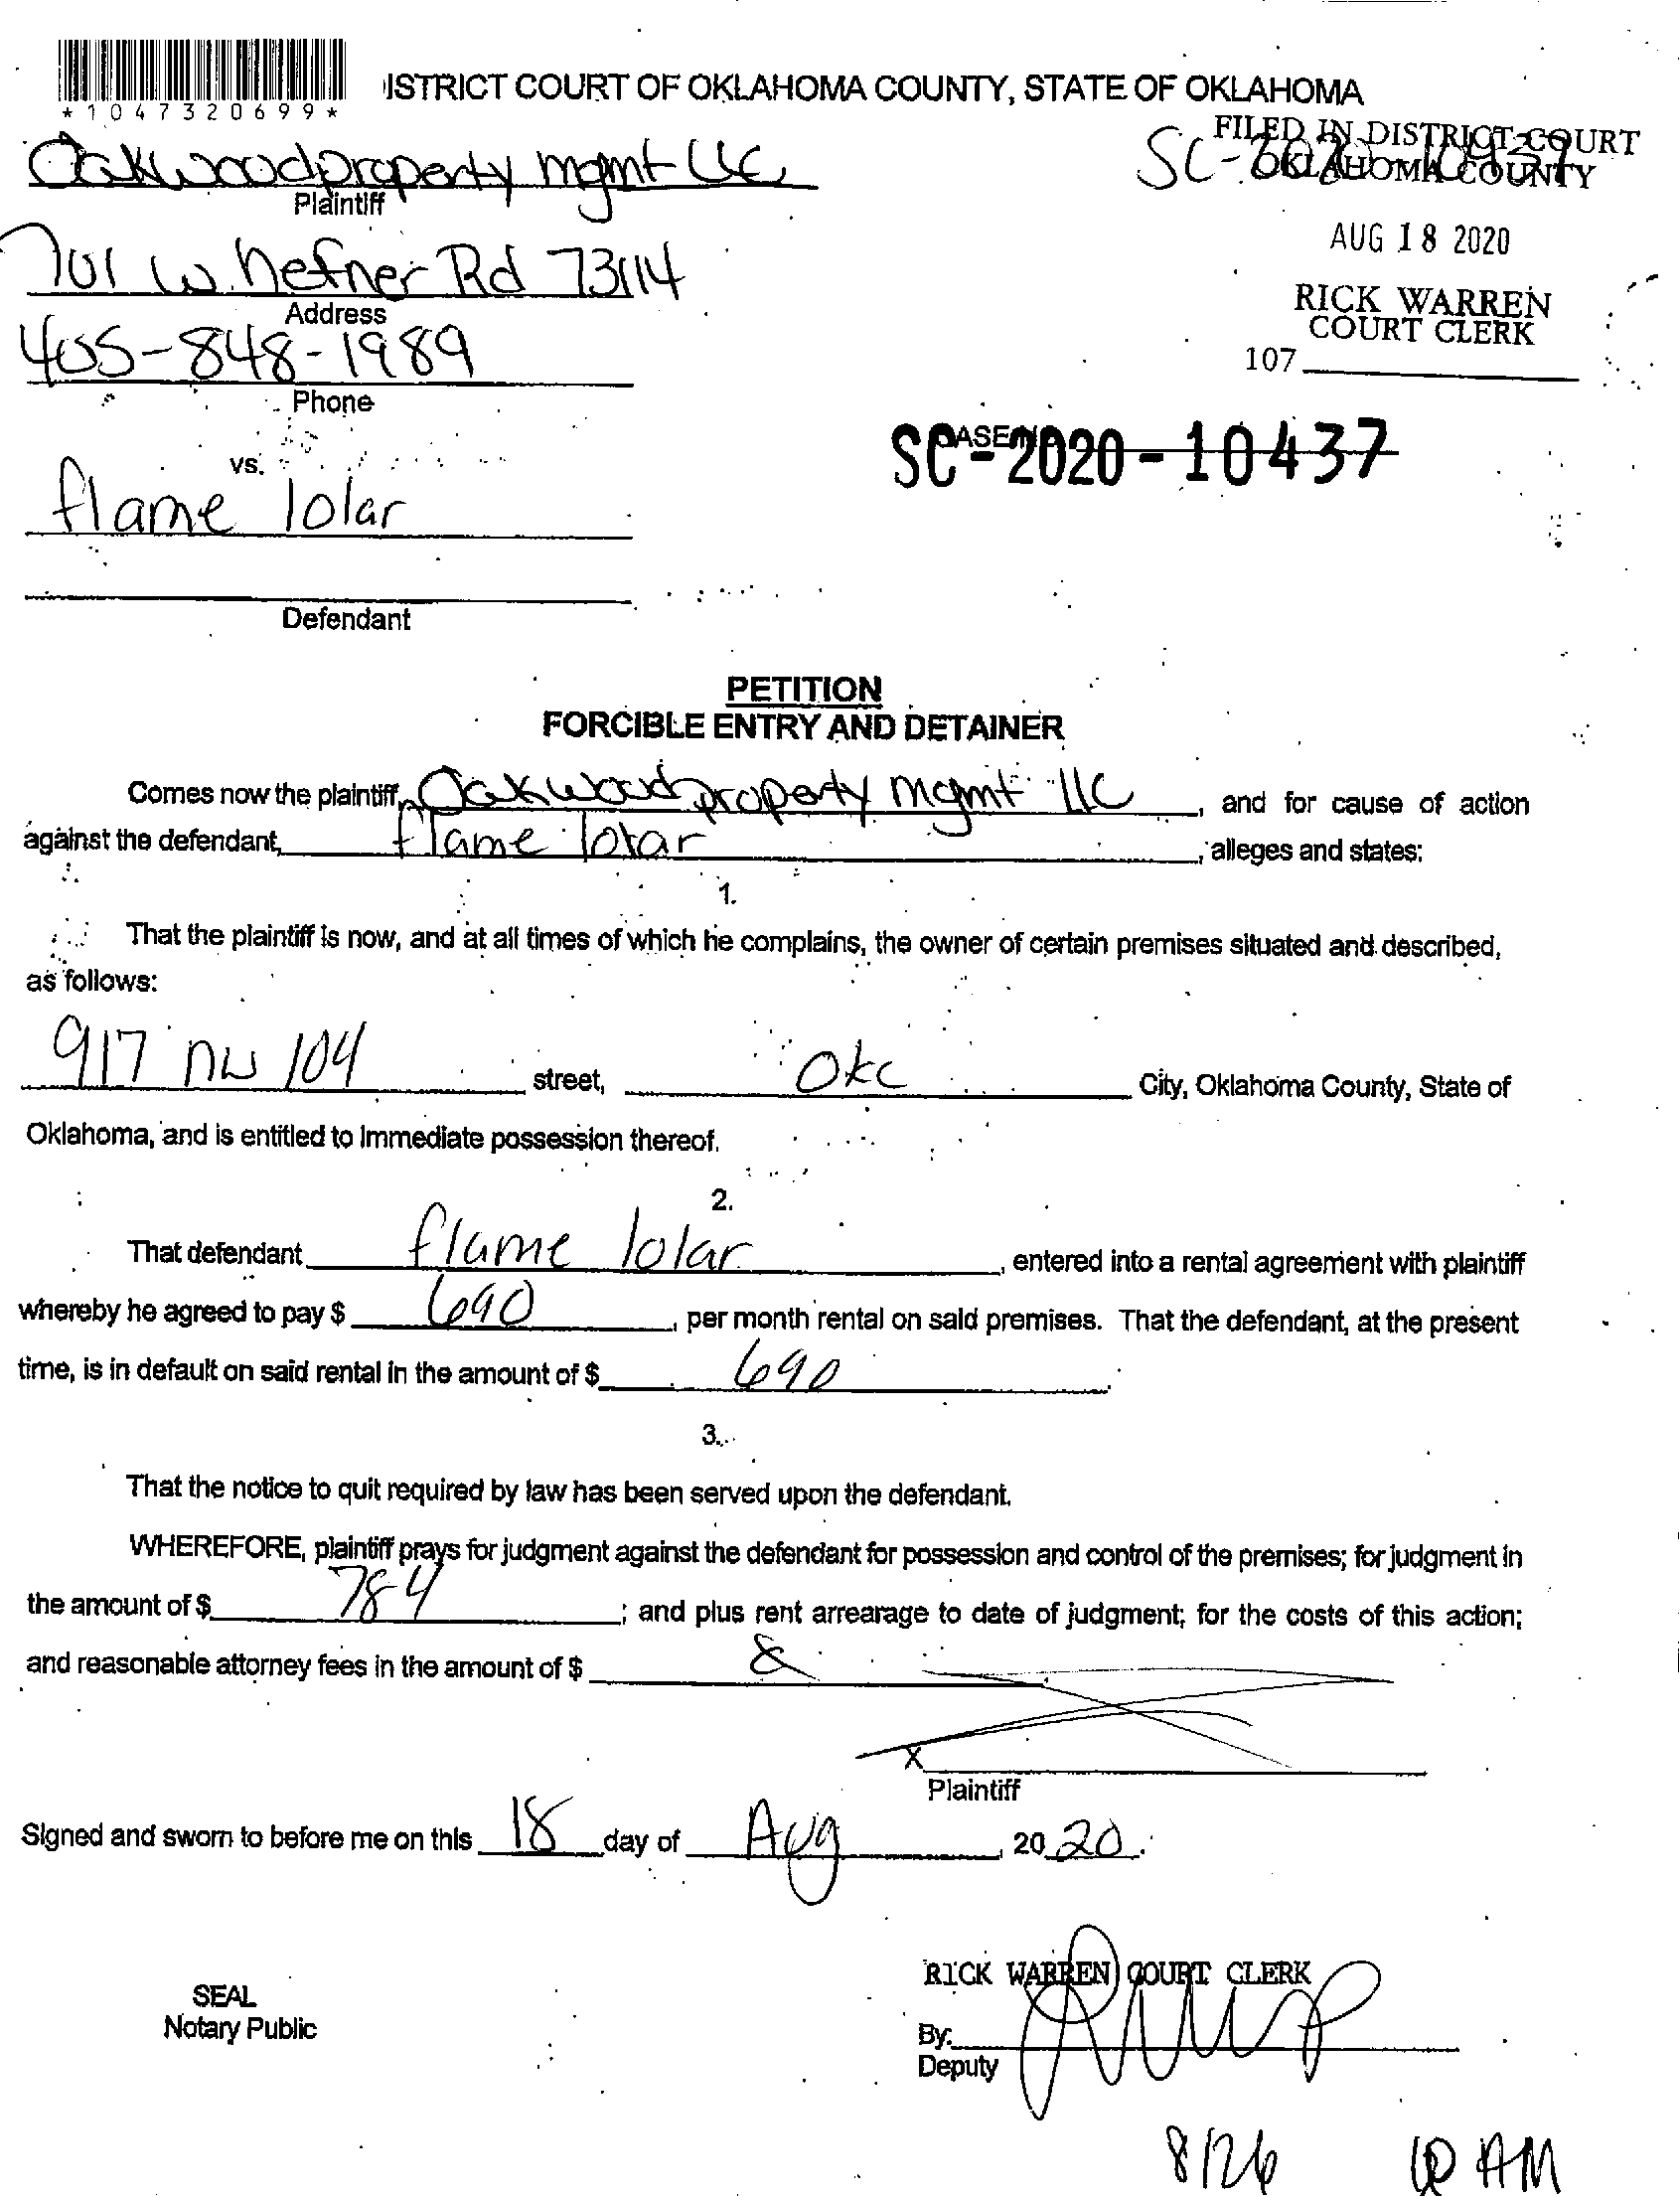 ISTRICT COURT OF OKLAHOMA COUNTY, STATE OF OKLAHOMA
*1047320699*
FILED IN DISTRICT COURT
OKLAHOMA COUNTY
SC-2020-10437
Oakwood property mgmt LLC
Plaintiff
AUG 18 2020
701 W. hefner Rd 73114
Address
RICK WARREN
COURT CLERK
405-848-1989
107
Phone
vs.
SC-2020-10437
flame lolar
Defendant
PETITION
FORCIBLE ENTRY AND DETAINER
Comes now the plaintiff, Oakwood property mgmt llc, and for cause of action
against the defendant, flame lolar, alleges and states:
1.
That the plaintiff is now, and at all times of which he complains, the owner of certain premises situated and described,
as follows:
917 nw 104 street, Okc City, Oklahoma County, State of
Oklahoma, and is entitled to immediate possession thereof.
2.
That defendant flame lolar, entered into a rental agreement with plaintiff
whereby he agreed to pay $ 690, per month rental on said premises. That the defendant, at the present
time, is in default on said rental in the amount of $ 690.
3.
That the notice to quit required by law has been served upon the defendant.
WHEREFORE, plaintiff prays for judgment against the defendant for possession and control of the premises; for judgment in
the amount of $ 784; and plus rent arrearage to date of judgment; for the costs of this action;
and reasonable attorney fees in the amount of $
X
Plaintiff
Signed and sworn to before me on this 18 day of Aug, 2020.
RICK WARREN COURT CLERK
SEAL
Notary Public
By:
Deputy
8/26 10 AM